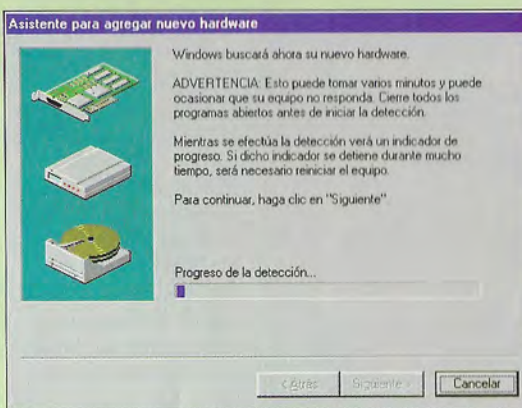 Asistente para agregar nuevo hardware
Windows buscará ahora su nuevo hardware.
ADVERTENCIA: Esto puede tomar varios minutos y puede
ocasionar que su equipo no responda. Cierre todos los
programas abiertos antes de iniciar la detección.
Mientras se efectúa la detección verá un indicador de
progreso. Si dicho indicador se detiene durante mucho
tiempo, será necesario reiniciar el equipo.
Para continuar, haga clic en "Siguiente"
Progreso de la detección...
< Atrás
Siguiente >
Cancelar